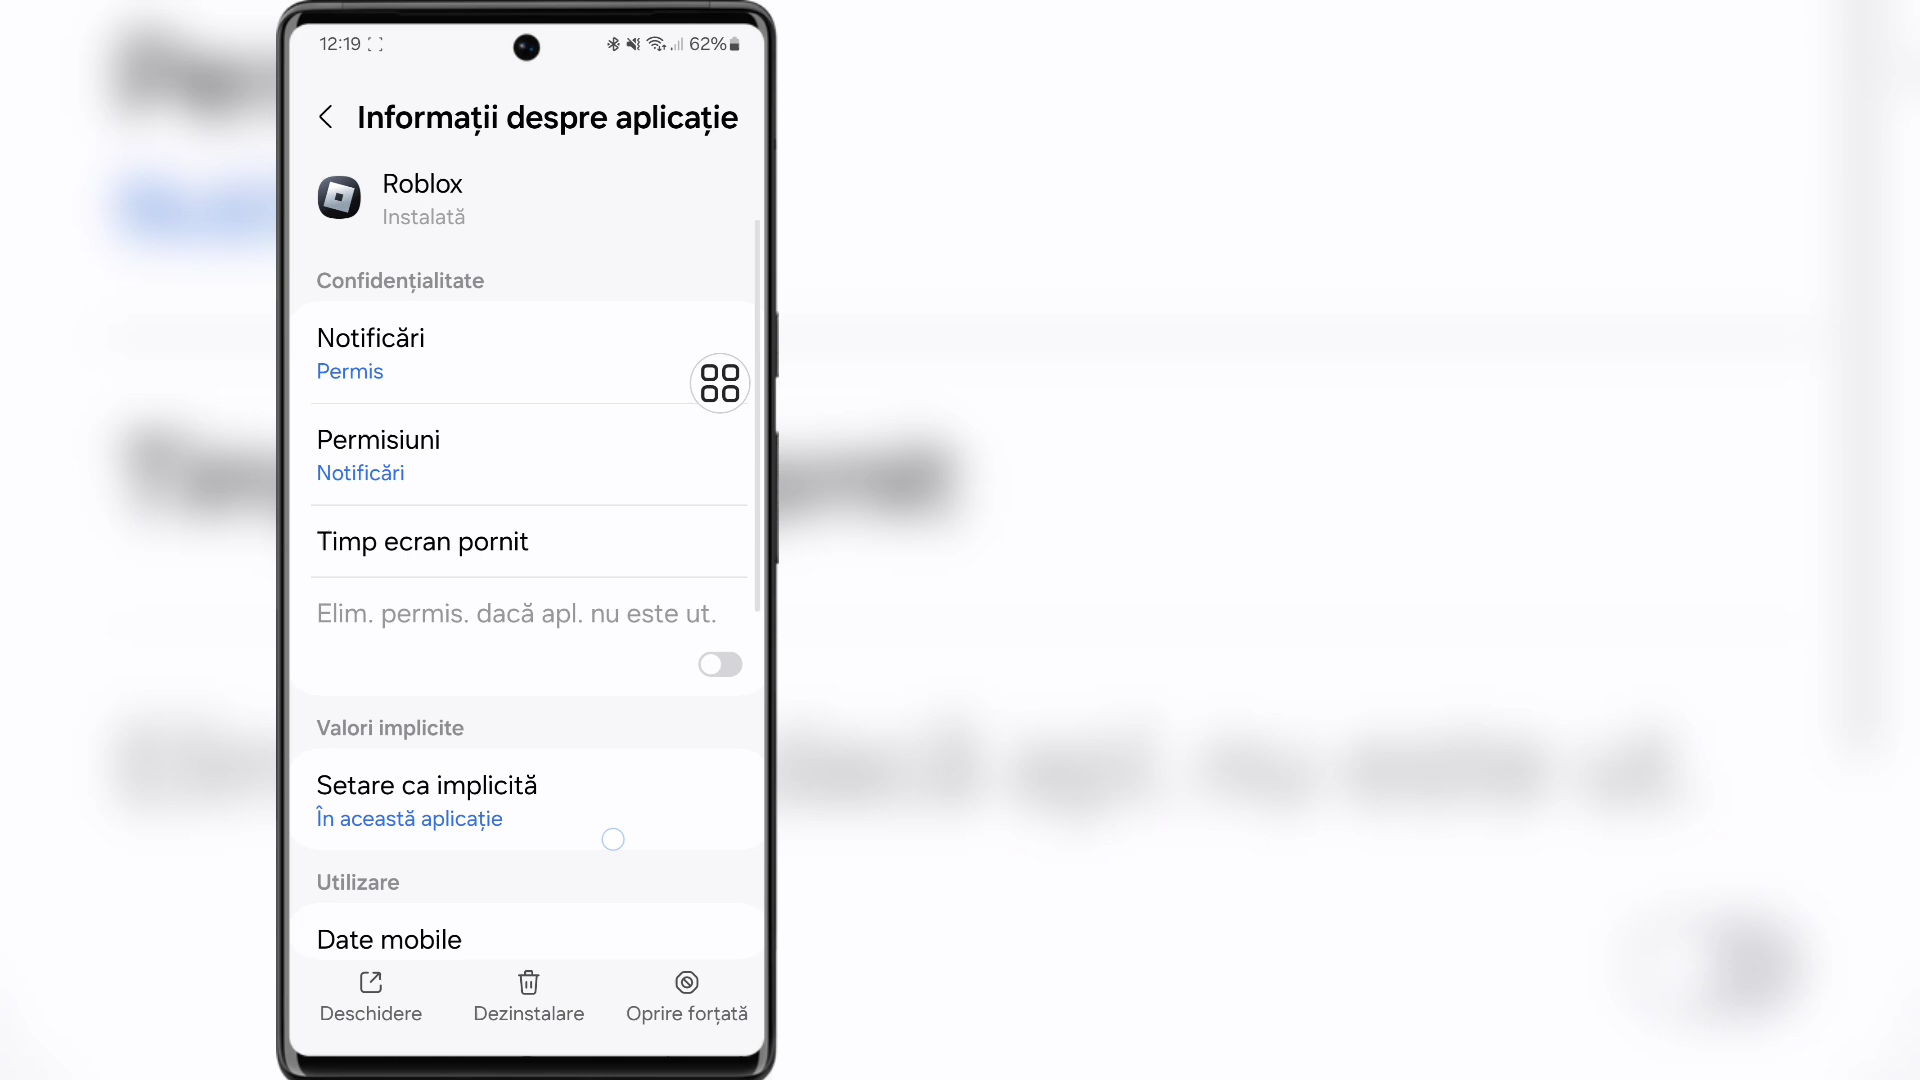 12:19
62%
Informații despre aplicație
Roblox
Instalată
Confidențialitate
Notificări
Permis
Permisiuni
Notificări
Timp ecran pornit
Elim. permis. dacă apl. nu este ut.
Valori implicite
Setare ca implicită
În această aplicație
Utilizare
Date mobile
Deschidere
Dezinstalare
Oprire forțată